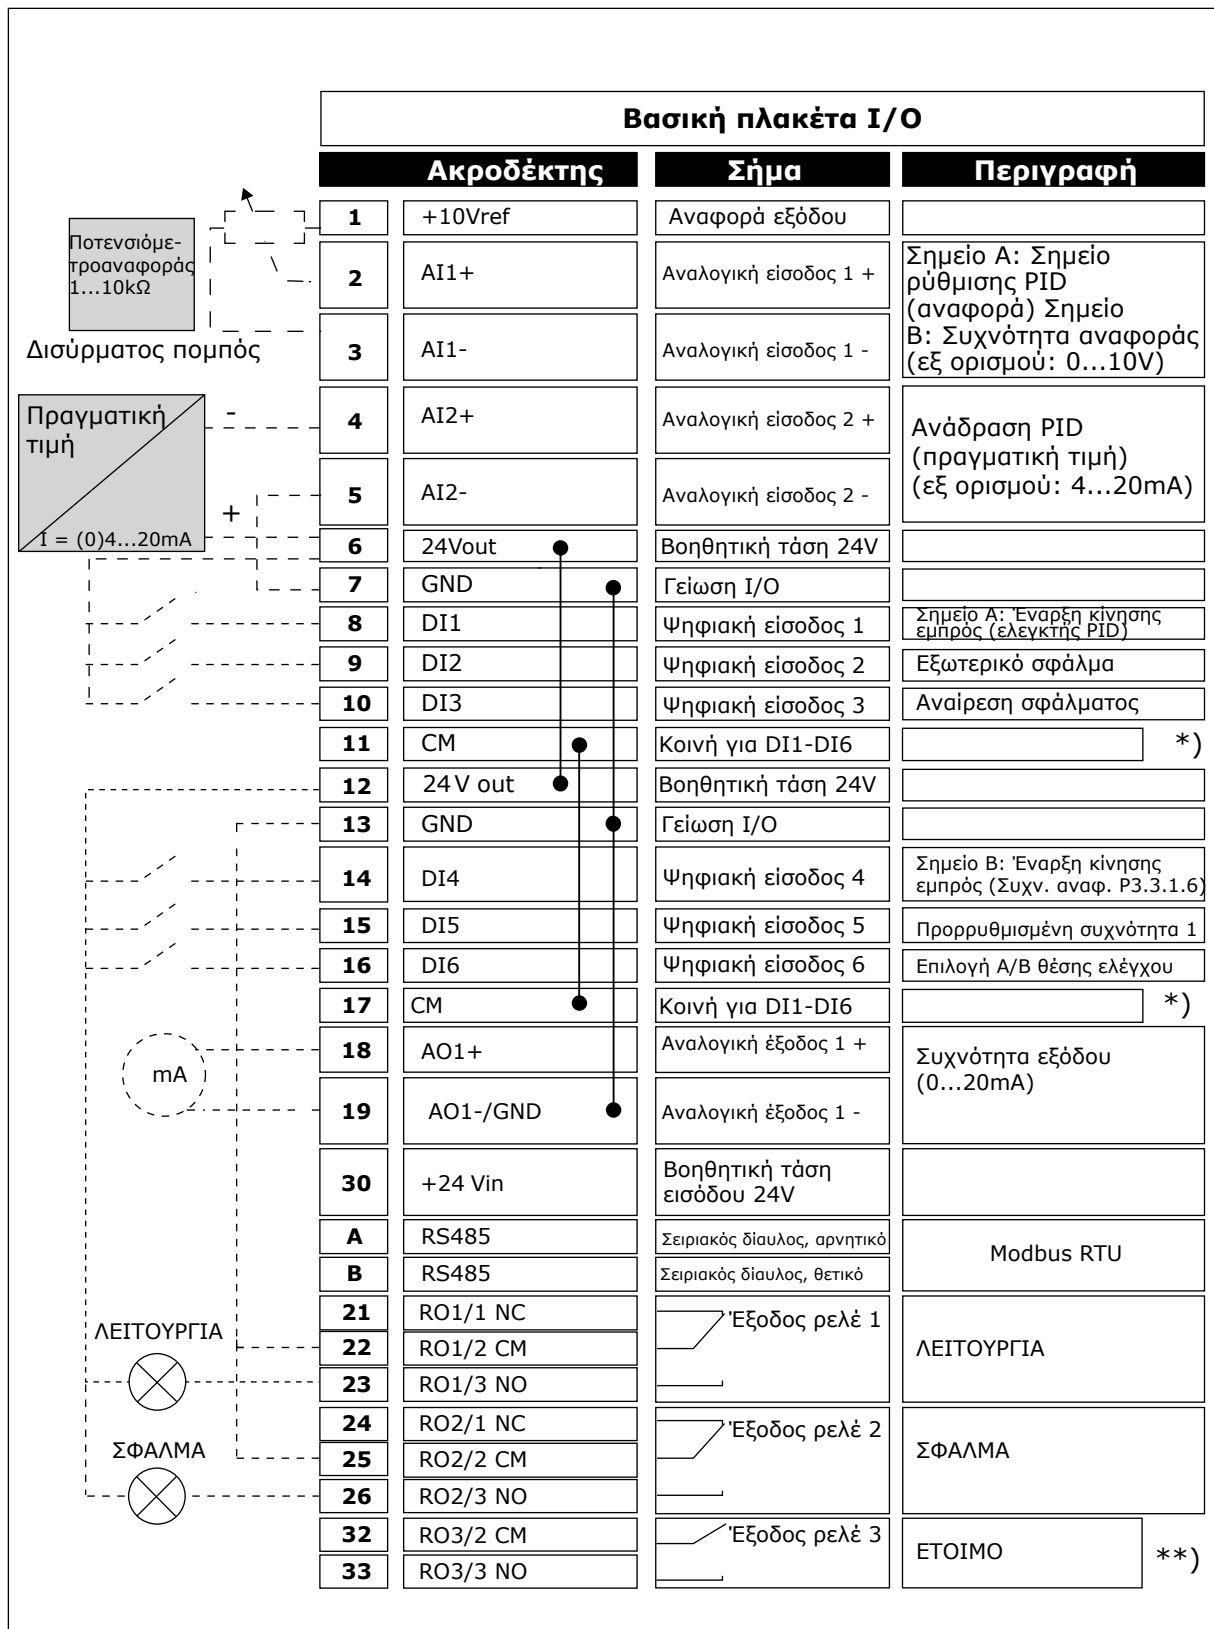 Βασική πλακέτα I/O
Ακροδέκτης Σήμα Περιγραφή
1 +10Vref Αναφορά εξόδου
Ποτενσιόμε-
τροαναφοράς
1...10kΩ
2 AI1+ Αναλογική είσοδος 1 +
Σημείο A: Σημείο
ρύθμισης PID
(αναφορά) Σημείο
B: Συχνότητα αναφοράς
(εξ ορισμού: 0...10V)
3 AI1- Αναλογική είσοδος 1 -
Δισύρματος πομπός
Πραγματική
τιμή
-
+
I = (0)4...20mA
4 AI2+ Αναλογική είσοδος 2 +
Ανάδραση PID
(πραγματική τιμή)
(εξ ορισμού: 4...20mA)
5 AI2- Αναλογική είσοδος 2 -
6 24Vout Βοηθητική τάση 24V
7 GND Γείωση I/O
8 DI1 Ψηφιακή είσοδος 1
Σημείο A: Έναρξη κίνησης
εμπρός (ελεγκτής PID)
9 DI2 Ψηφιακή είσοδος 2 Εξωτερικό σφάλμα
10 DI3 Ψηφιακή είσοδος 3 Αναίρεση σφάλματος
11 CM Κοινή για DI1-DI6 *)
12 24V out Βοηθητική τάση 24V
13 GND Γείωση I/O
14 DI4 Ψηφιακή είσοδος 4
Σημείο B: Έναρξη κίνησης
εμπρός (Συχν. αναφ. P3.3.1.6)
15 DI5 Ψηφιακή είσοδος 5 Προρρυθμισμένη συχνότητα 1
16 DI6 Ψηφιακή είσοδος 6 Επιλογή A/B θέσης ελέγχου
17 CM Κοινή για DI1-DI6 *)
18 AO1+ Αναλογική έξοδος 1 +
Συχνότητα εξόδου
(0...20mA)
mA
19 AO1-/GND Αναλογική έξοδος 1 -
30 +24 Vin
Βοηθητική τάση
εισόδου 24V
A RS485 Σειριακός δίαυλος, αρνητικό
Modbus RTU
B RS485 Σειριακός δίαυλος, θετικό
21 RO1/1 NC Έξοδος ρελέ 1
ΛΕΙΤΟΥΡΓΙΑ
22 RO1/2 CM ΛΕΙΤΟΥΡΓΙΑ
23 RO1/3 NO
24 RO2/1 NC Έξοδος ρελέ 2
ΣΦΑΛΜΑ
25 RO2/2 CM ΣΦΑΛΜΑ
26 RO2/3 NO
32 RO3/2 CM Έξοδος ρελέ 3
ΕΤΟΙΜΟ **)
33 RO3/3 NO